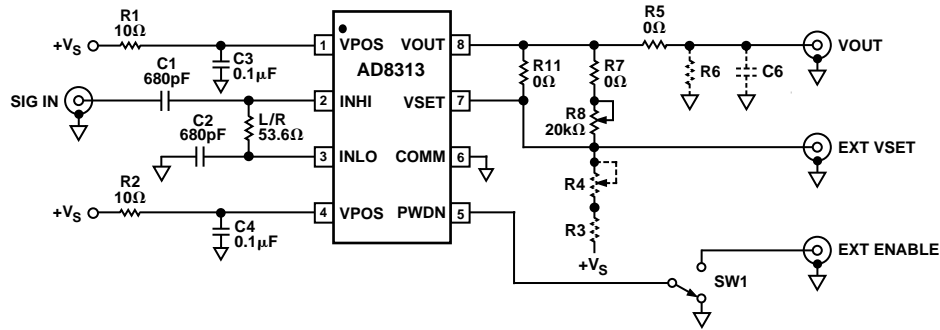 R1
10Ω
+VS
C3
0.1µF
C1
680pF
SIG IN
C2
680pF
L/R
53.6Ω
R2
10Ω
+VS
C4
0.1µF
AD8313
1 VPOS
2 INHI
3 INLO
4 VPOS
VOUT 8
VSET 7
COMM 6
PWDN 5
R11
0Ω
R7
0Ω
R8
20kΩ
R4
R3
+VS
R5
0Ω
R6
C6
VOUT
EXT VSET
EXT ENABLE
SW1